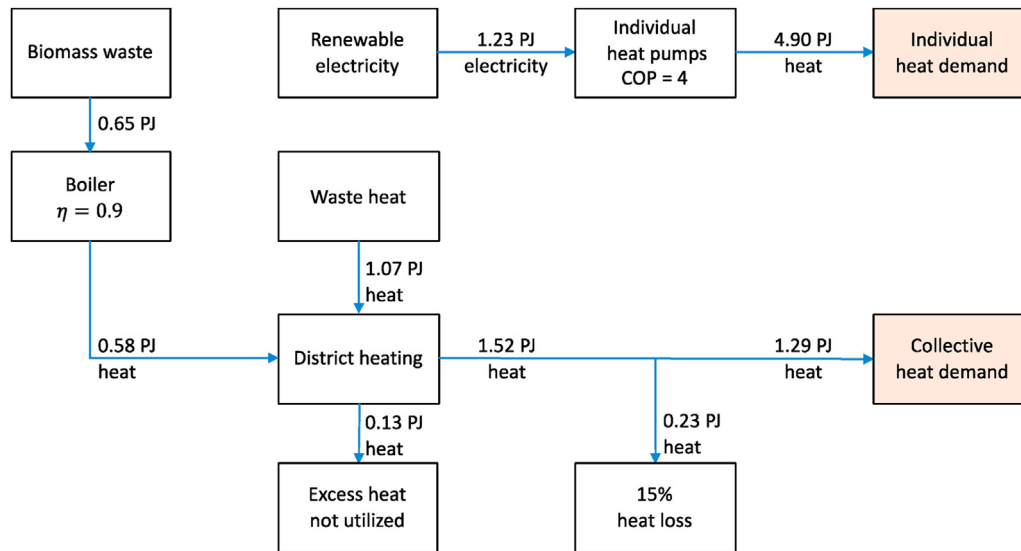 Biomass waste
Renewable
electricity
1.23 PJ
electricity
Individual
heat pumps
COP = 4
4.90 PJ
heat
Individual
heat demand
0.65 PJ
Boiler
η = 0.9
Waste heat
1.07 PJ
heat
0.58 PJ
heat
District heating
1.52 PJ
heat
1.29 PJ
heat
Collective
heat demand
0.13 PJ
heat
0.23 PJ
heat
Excess heat
not utilized
15%
heat loss